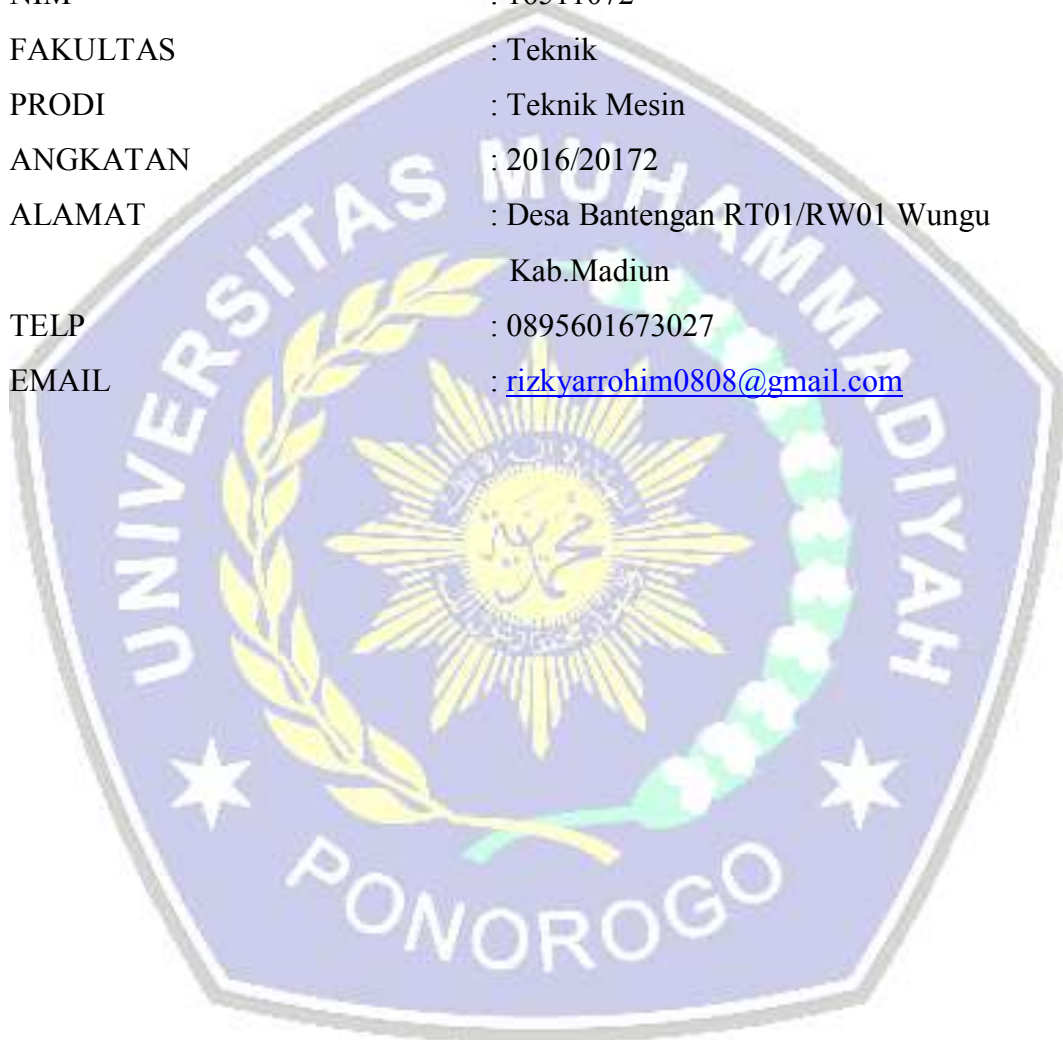 FAKULTAS : Teknik
PRODI : Teknik Mesin
ANGKATAN : 2016/20172
ALAMAT : Desa Bantengan RT01/RW01 Wungu
Kab.Madiun
TELP : 0895601673027
EMAIL : rizkyarrohim0808@gmail.com
UNIVERSITAS MUHAMMADIYAH
محمد
PONOROGO